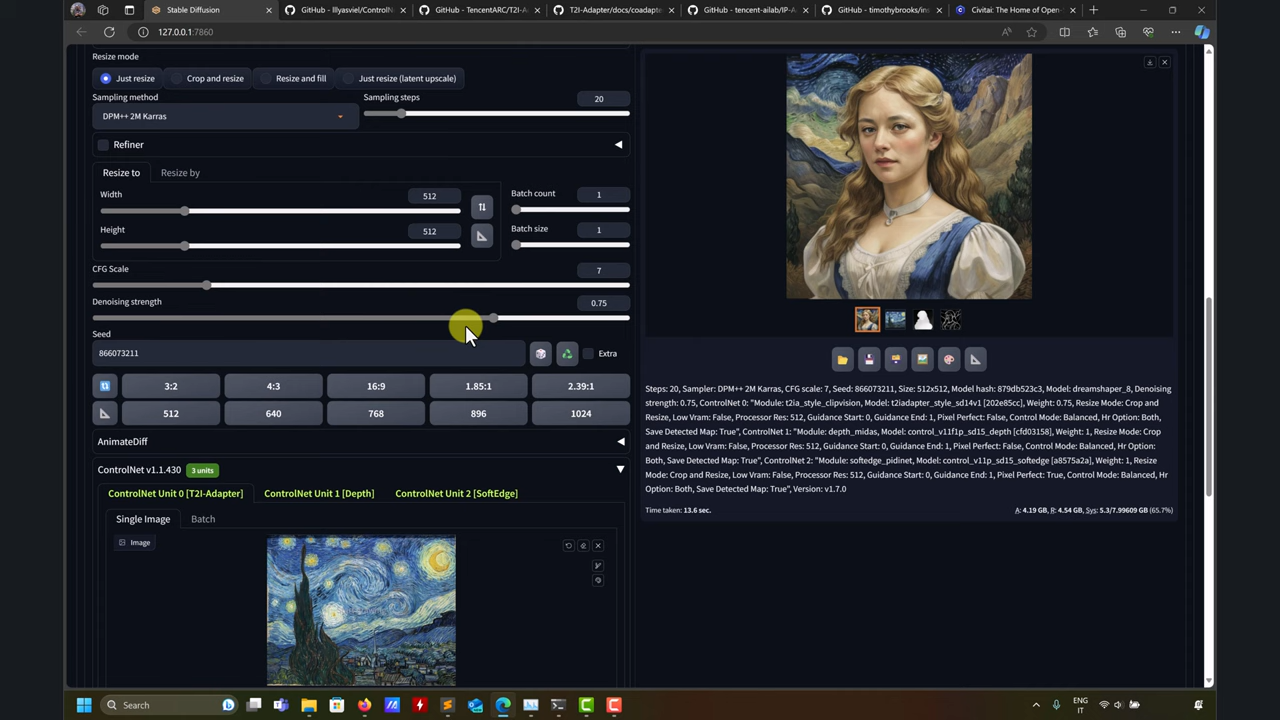 Stable Diffusion
GitHub - lllyasviel/ControlN
GitHub - TencentARC/T2I-A
T2I-Adapter/docs/coadapte
GitHub - tencent-ailab/IP-A
GitHub - timothybrooks/ins
Civitai: The Home of Open-
127.0.0.1:7860
Resize mode
Just resize
Crop and resize
Resize and fill
Just resize (latent upscale)
Sampling method
Sampling steps
20
DPM++ 2M Karras
Refiner
Resize to
Resize by
Width
512
Batch count
1
Height
512
Batch size
1
CFG Scale
7
Denoising strength
0.75
Seed
866073211
Extra
3:2
4:3
16:9
1.85:1
2.39:1
512
640
768
896
1024
AnimateDiff
ControlNet v1.1.430
3 units
ControlNet Unit 0 [T2I-Adapter]
ControlNet Unit 1 [Depth]
ControlNet Unit 2 [SoftEdge]
Single Image
Batch
Image
Steps: 20, Sampler: DPM++ 2M Karras, CFG scale: 7, Seed: 866073211, Size: 512x512, Model hash: 879db523c3, Model: dreamshaper_8, Denoising
strength: 0.75, ControlNet 0: "Module: t2ia_style_clipvision, Model: t2iadapter_style_sd14v1 [202e85cc], Weight: 0.75, Resize Mode: Crop and
Resize, Low Vram: False, Processor Res: 512, Guidance Start: 0, Guidance End: 1, Pixel Perfect: False, Control Mode: Balanced, Hr Option: Both,
Save Detected Map: True", ControlNet 1: "Module: depth_midas, Model: control_v11f1p_sd15_depth [cfd03158], Weight: 1, Resize Mode: Crop
and Resize, Low Vram: False, Processor Res: 512, Guidance Start: 0, Guidance End: 1, Pixel Perfect: False, Control Mode: Balanced, Hr Option:
Both, Save Detected Map: True", ControlNet 2: "Module: softedge_pidinet, Model: control_v11p_sd15_softedge [a8575a2a], Weight: 1, Resize
Mode: Crop and Resize, Low Vram: False, Processor Res: 512, Guidance Start: 0, Guidance End: 1, Pixel Perfect: True, Control Mode: Balanced, Hr
Option: Both, Save Detected Map: True", Version: v1.7.0
Time taken: 13.6 sec.
A: 4.19 GB, R: 4.54 GB, Sys: 5.3/7.99609 GB (65.7%)
Search
ENG
IT